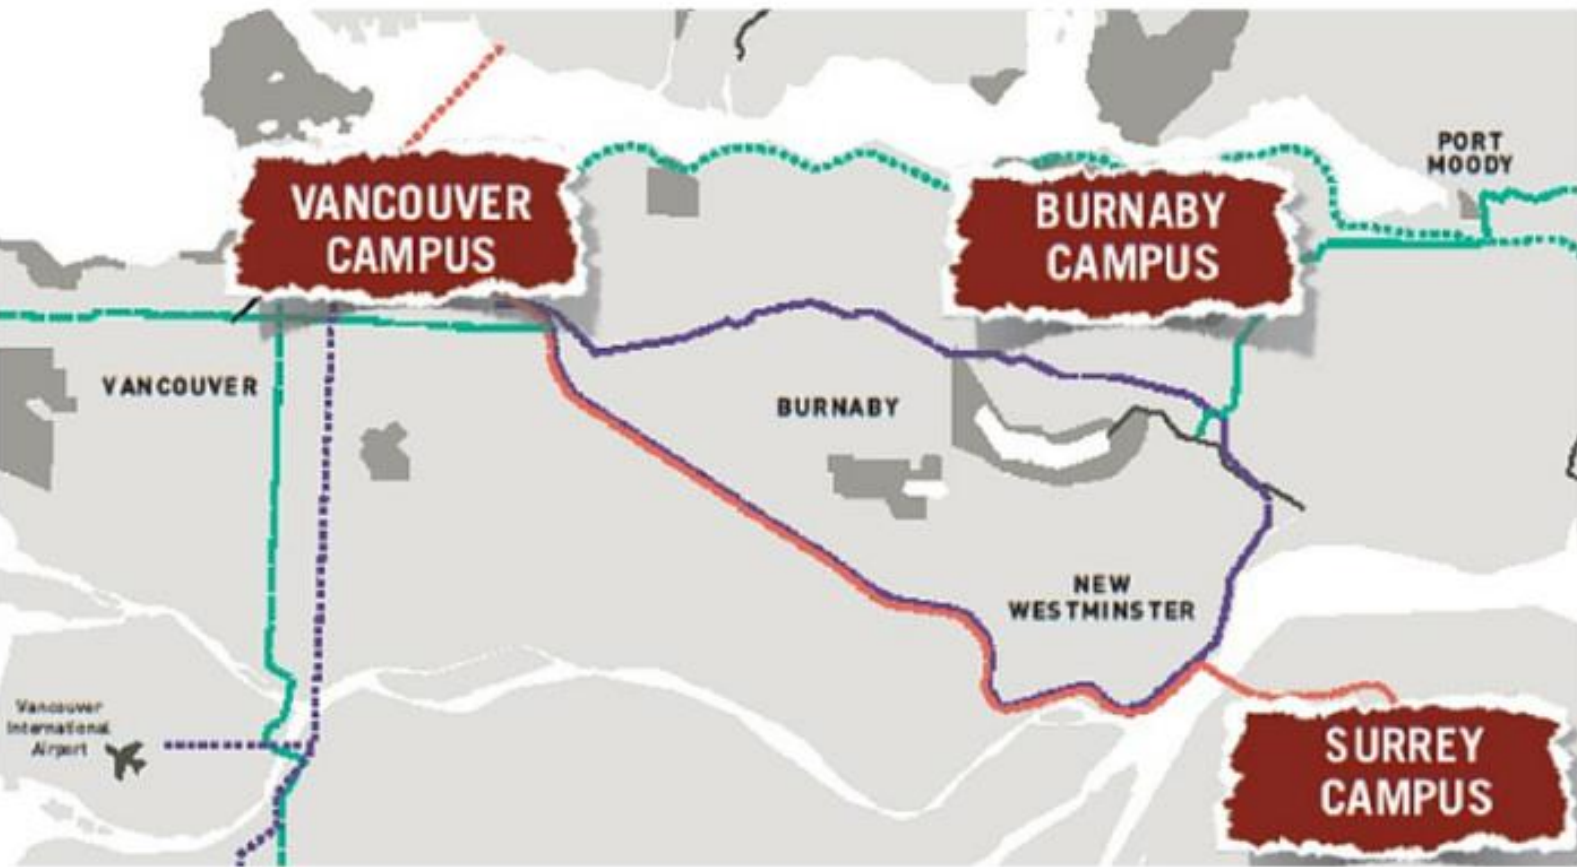 PORT
MOODY
VANCOUVER
CAMPUS
BURNABY
CAMPUS
VANCOUVER
BURNABY
NEW
WESTMINSTER
Vancouver
International
Airport
SURREY
CAMPUS